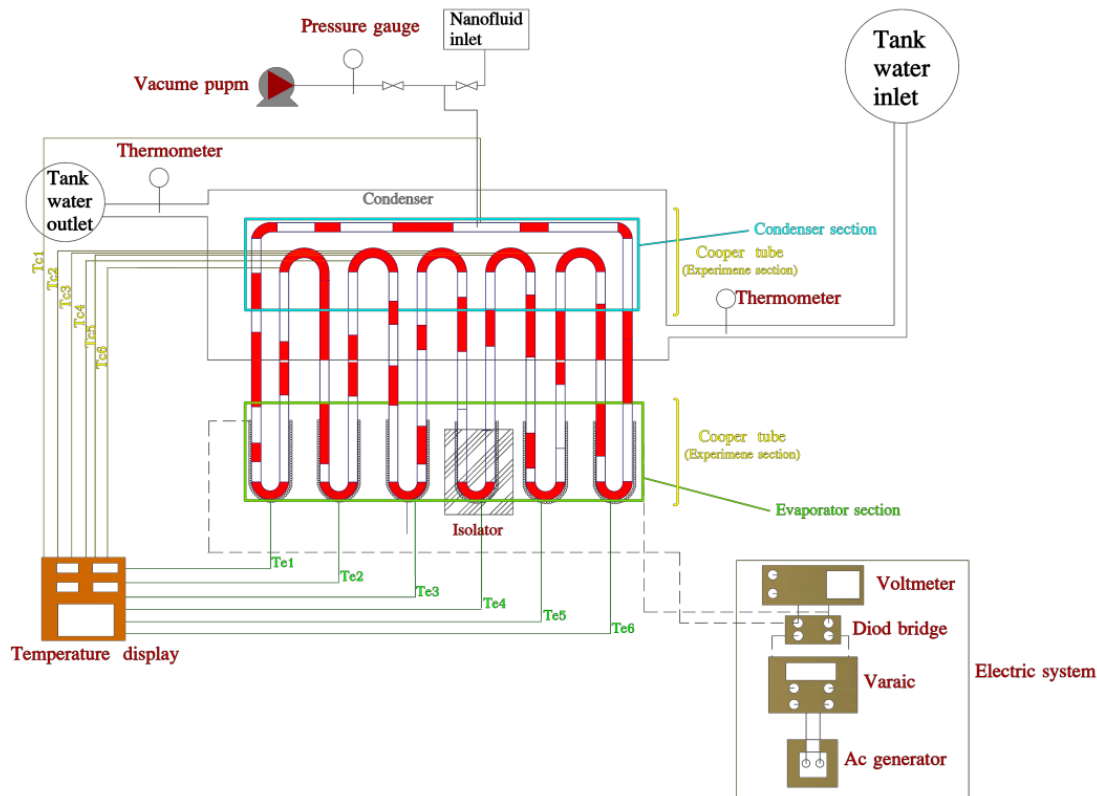 Pressure gauge
Nanofluid
inlet
Vacume pupm
Tank
water
inlet
Thermometer
Tank
water
outlet
Condenser
Condenser section
Cooper tube
(Experimene section)
Thermometer
Tc1
Tc2
Tc3
Tc4
Tc5
Tc6
Cooper tube
(Experimene section)
Evaporator section
Isolator
Te1
Te2
Te3
Te4
Te5
Te6
Temperature display
Voltmeter
Diod bridge
Varaic
Electric system
Ac generator